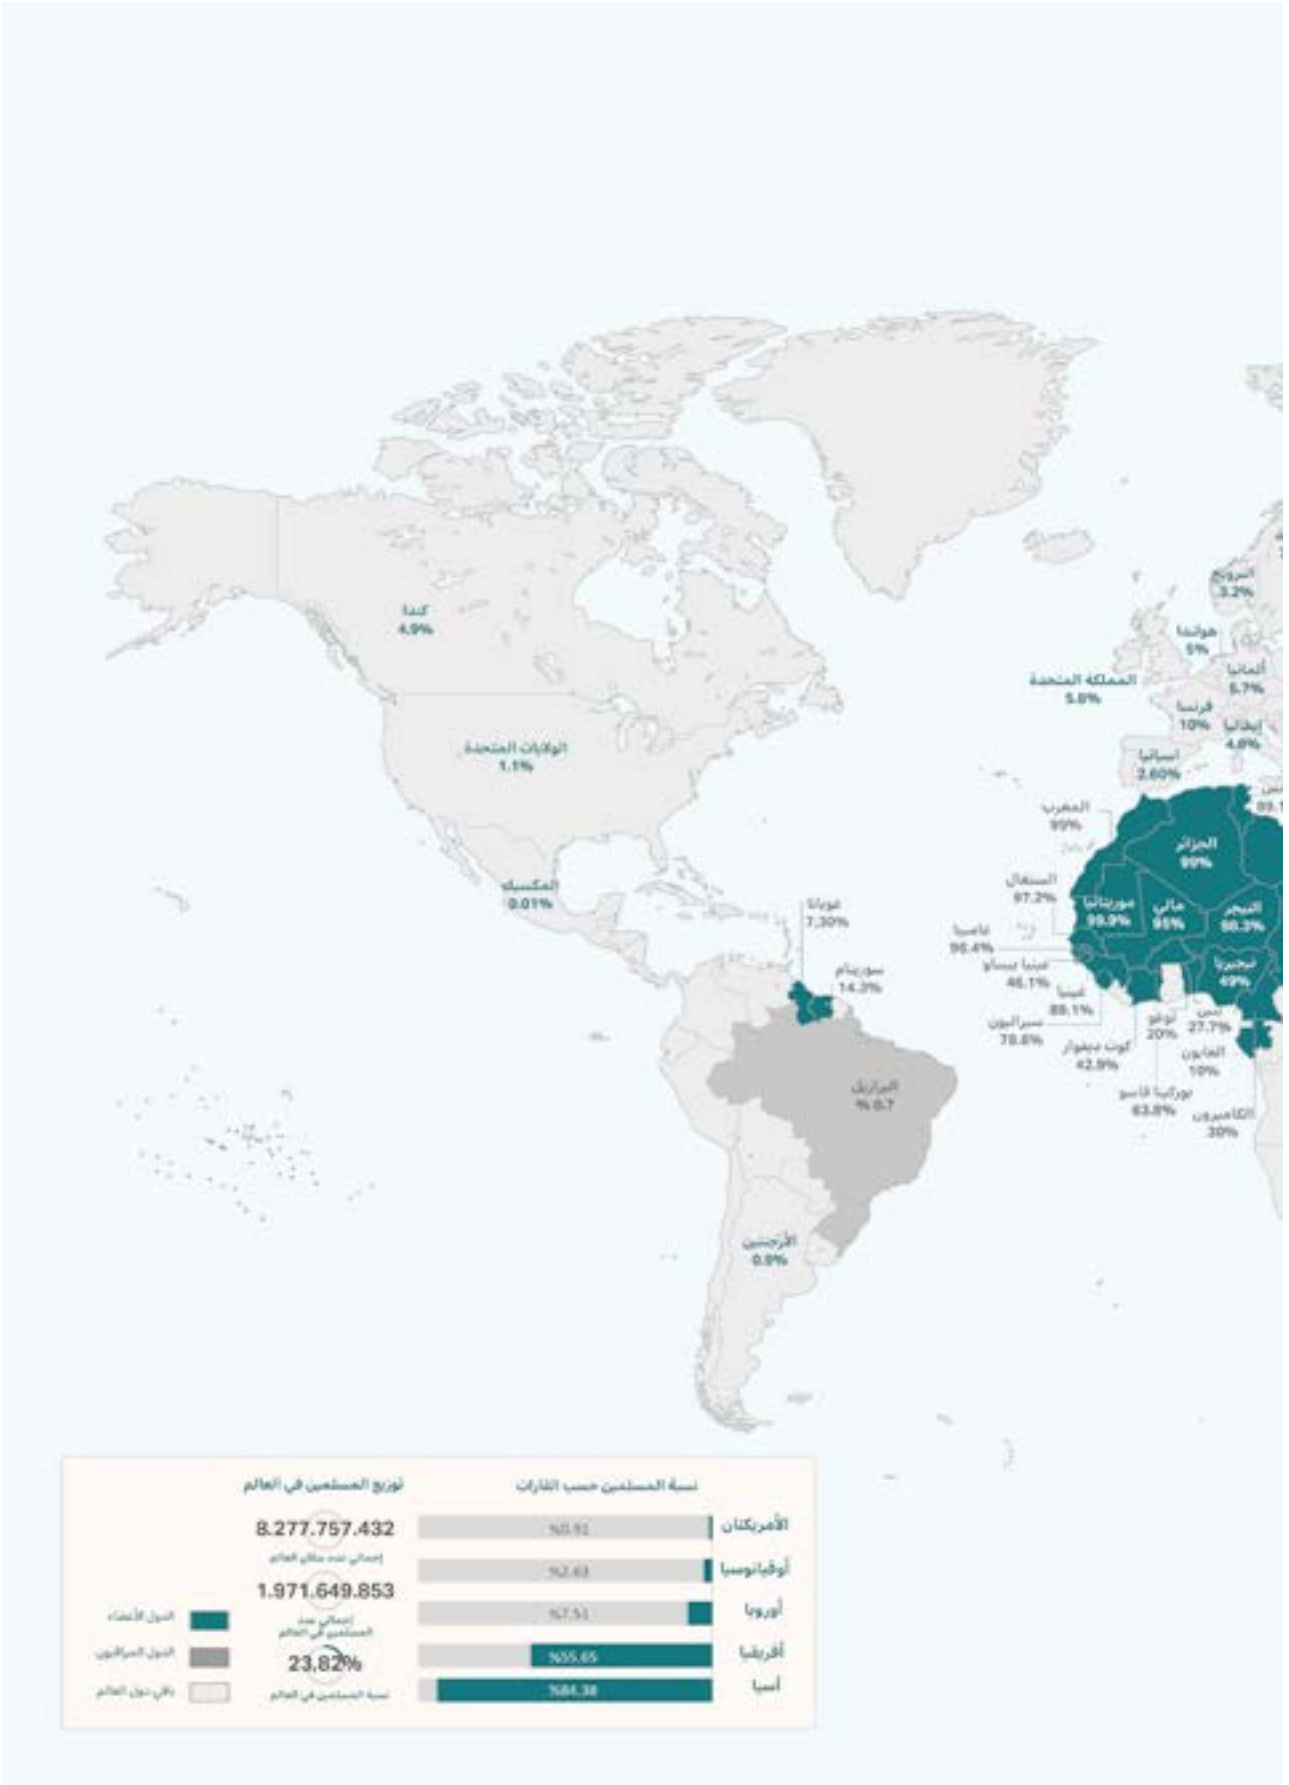 كندا
4.9%
الولايات المتحدة
1.1%
المكسيك
0.01%
غويانا
7.30%
سورينام
14.3%
البرازيل
% 0.7
الأرجنتين
0.9%
النرويج
3.2%
هولندا
5%
المملكة المتحدة
5.8%
ألمانيا
5.7%
فرنسا
10%
إيطاليا
4.8%
اسبانيا
2.60%
المغرب
99%
الجزائر
99%
السنغال
97.2%
موريتانيا
99.9%
مالي
95%
النيجر
98.3%
غامبيا
96.4%
غينيا بيساو
46.1%
نيجيريا
49%
غينيا
89.1%
سيراليون
78.6%
كوت ديفوار
42.9%
توغو
20%
بنين
27.7%
الغابون
10%
بوركينا فاسو
63.8%
الكاميرون
30%
نسبة المسلمين حسب القارات
الأمريكتان
%0.91
أوقيانوسيا
%2.63
أوروبا
%7.51
أفريقيا
%55.65
آسيا
%84.38
توزيع المسلمين في العالم
8.277.757.432
إجمالي عدد سكان العالم
1.971.649.853
إجمالي عدد
المسلمين في العالم
23.82%
نسبة المسلمين في العالم
الدول الأعضاء
الدول المراقبون
باقي دول العالم